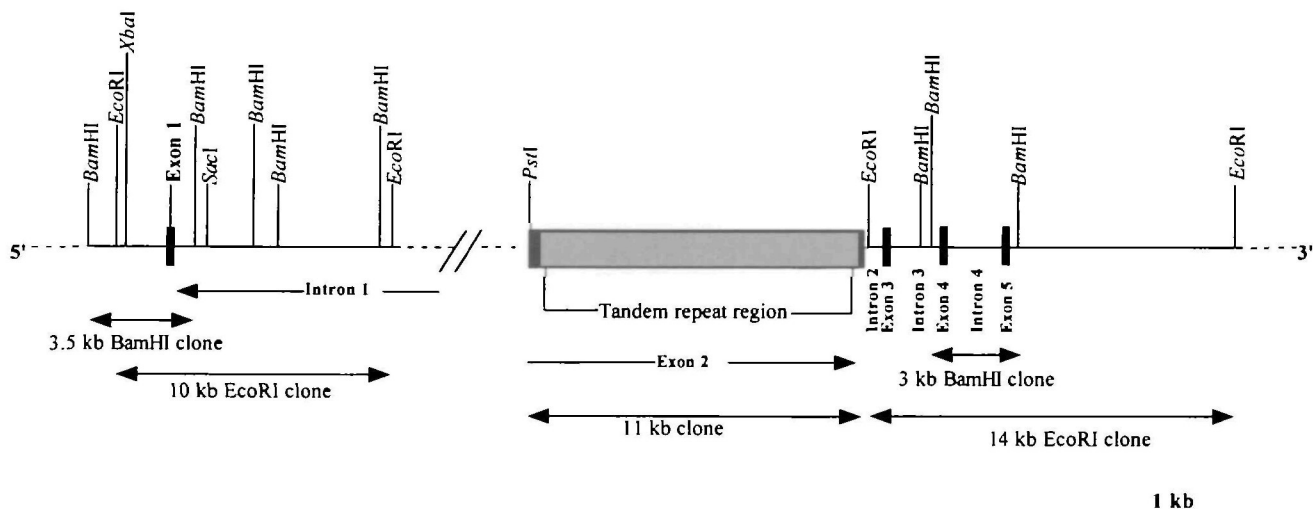 BamHI
EcoRI
XbaI
Exon 1
BamHI
SacI
BamHI
BamHI
BamHI
EcoRI
PstI
EcoRI
BamHI
BamHI
BamHI
EcoRI
5'
3'
Intron 1
Tandem repeat region
Intron 2
Exon 3
Intron 3
Exon 4
Intron 4
Exon 5
3.5 kb BamHI clone
Exon 2
3 kb BamHI clone
10 kb EcoRI clone
11 kb clone
14 kb EcoRI clone
1 kb